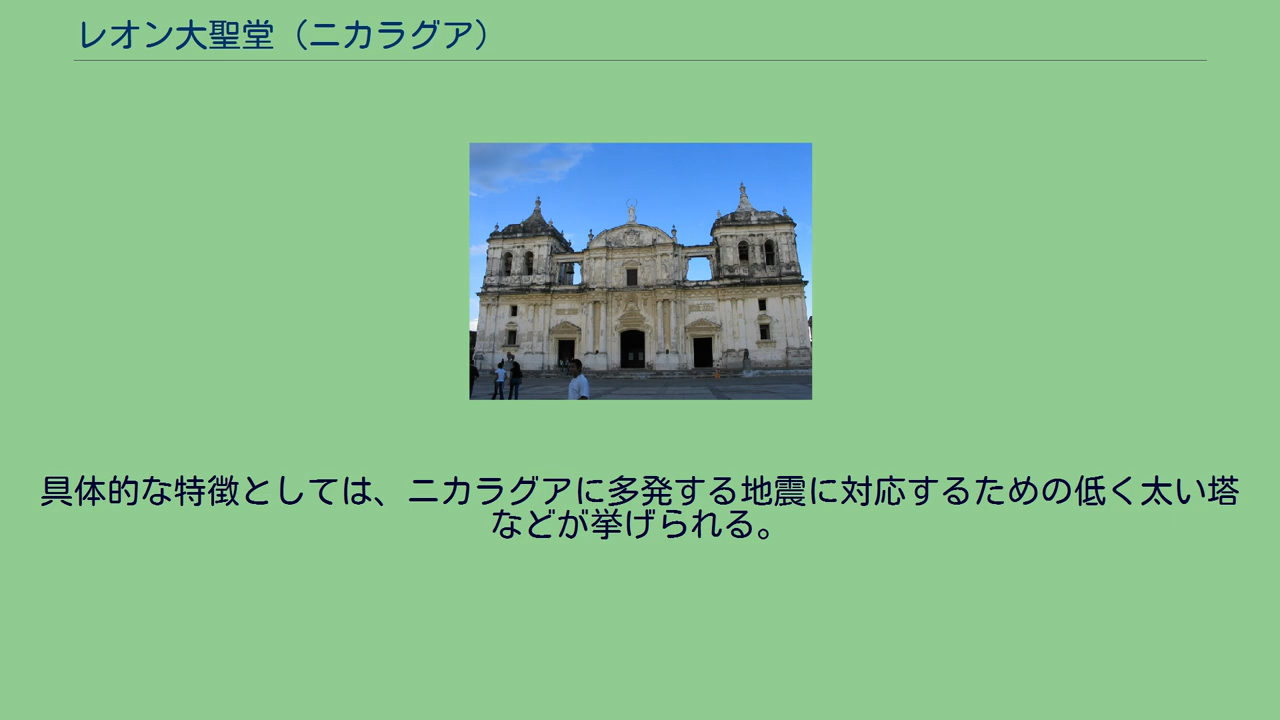 レオン大聖堂（ニカラグア）
具体的な特徴としては、ニカラグアに多発する地震に対応するための低く太い塔
などが挙げられる。